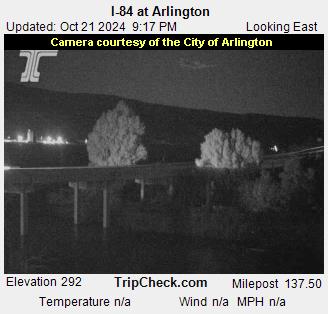 I-84 at Arlington
Updated: Oct 21 2024 9:17 PM Looking East
Camera courtesy of the City of Arlington
Elevation 292 TripCheck.com Milepost 137.50
Temperature n/a Wind n/a MPH n/a